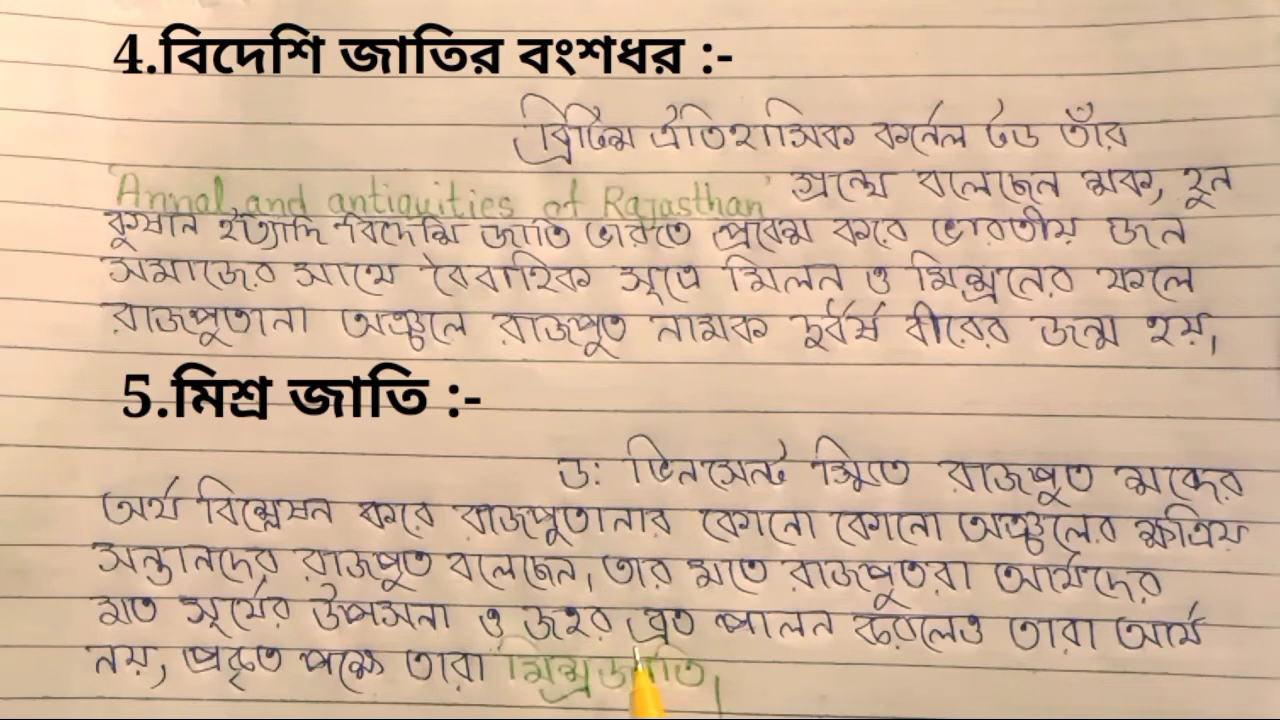 4.বিদেশি জাতির বংশধর :-
ব্রিটিশ ঐতিহাসিক কর্নেল টড তাঁর
'Annal and antiquities of Rajasthan' গ্রন্থে বলেছেন শক, হুন
কুষান ইত্যাদি বিদেশি জাতি ভারতে প্রবেশ করে ভারতীয় জন
সমাজের সাথে বৈবাহিক সূত্রে মিলন ও মিশ্রনের ফলে
রাজপুতানা অঞ্চলে রাজপুত নামক দুর্ধর্ষ বীরের জন্ম হয়।
5.মিশ্র জাতি :-
ড: ভিনসেন্ট স্মিতে রাজপুত শব্দের
অর্থ বিশ্লেষন করে রাজপুতানার কোনো কোনো অঞ্চলের ক্ষত্রিয়
সন্তানদের রাজপুত বলেছেন, তার মতে রাজপুতরা আর্যদের
মত সূর্যের উপসনা ও জহর ব্রত পালন করলেও তারা আর্য
নয়, প্রকৃত পক্ষে তারা মিশ্রজাতি।